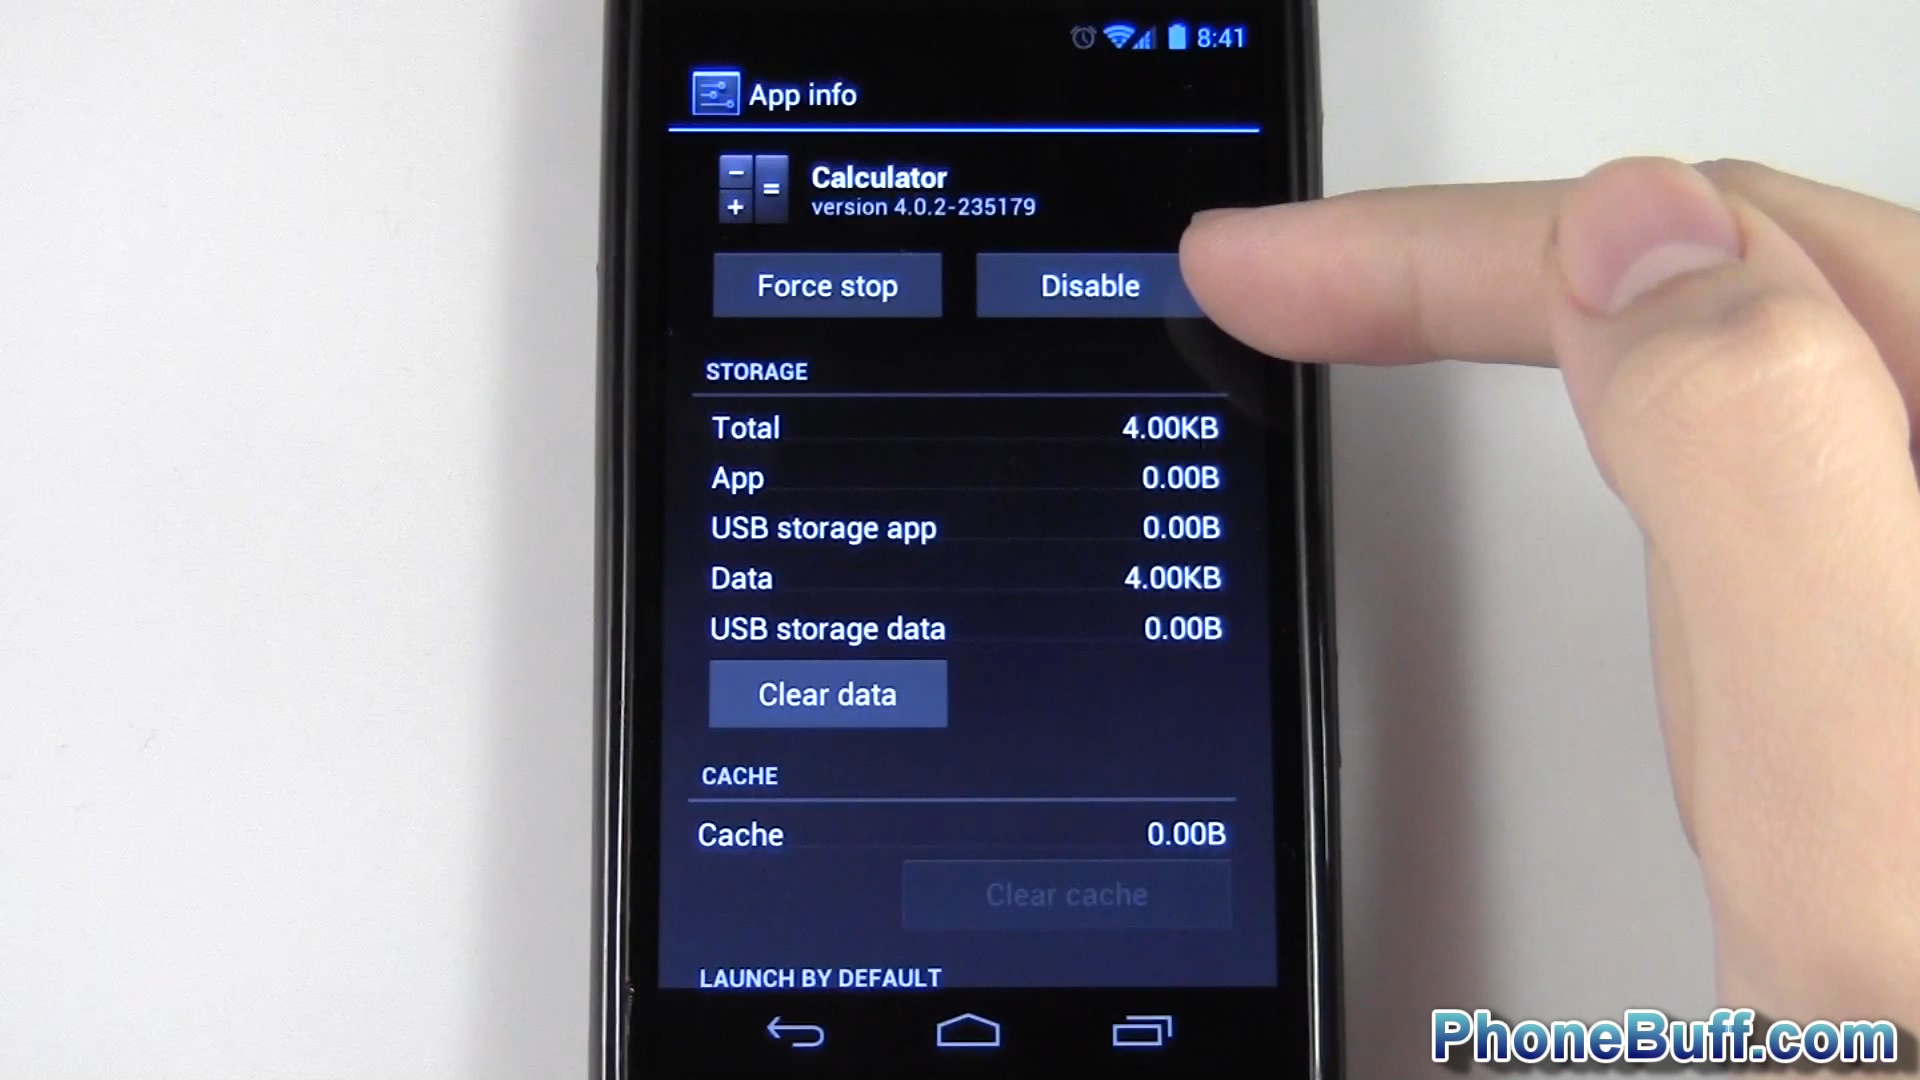 8:41
App info
Calculator
version 4.0.2-235179
Force stop
Disable
STORAGE
Total 4.00KB
App 0.00B
USB storage app 0.00B
Data 4.00KB
USB storage data 0.00B
Clear data
CACHE
Cache 0.00B
Clear cache
LAUNCH BY DEFAULT
PhoneBuff.com